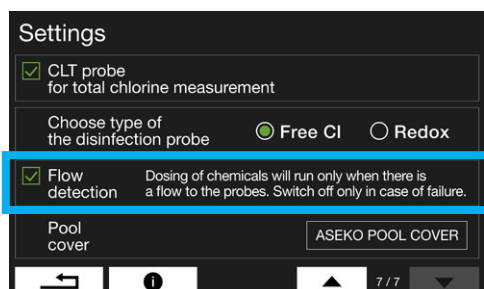 Settings
CLT probe
for total chlorine measurement
Choose type of
the disinfection probe
Free Cl
Redox
Flow
detection
Dosing of chemicals will run only when there is
a flow to the probes. Switch off only in case of failure.
Pool
cover
ASEKO POOL COVER
i
7/7